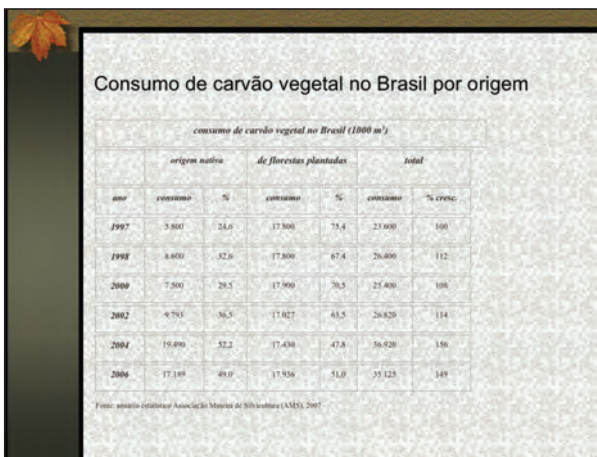 Consumo de carvão vegetal no Brasil por origem
consumo de carvão vegetal no Brasil (1000 m³)
origem nativa de florestas plantadas total
ano consumo % consumo % consumo % cresc.
1997 5.800 24,6 17.800 75,4 23.600 100
1998 8.600 32,6 17.800 67,4 26.400 112
2000 7.500 29,5 17.900 70,5 25.400 108
2002 9.793 36,5 17.027 63,5 26.820 114
2004 19.490 52,2 17.430 47,8 36.920 156
2006 17.189 49,0 17.936 51,0 35.125 149
Fonte: anuário estatístico Associação Mineira de Silvicultura (AMS), 2007